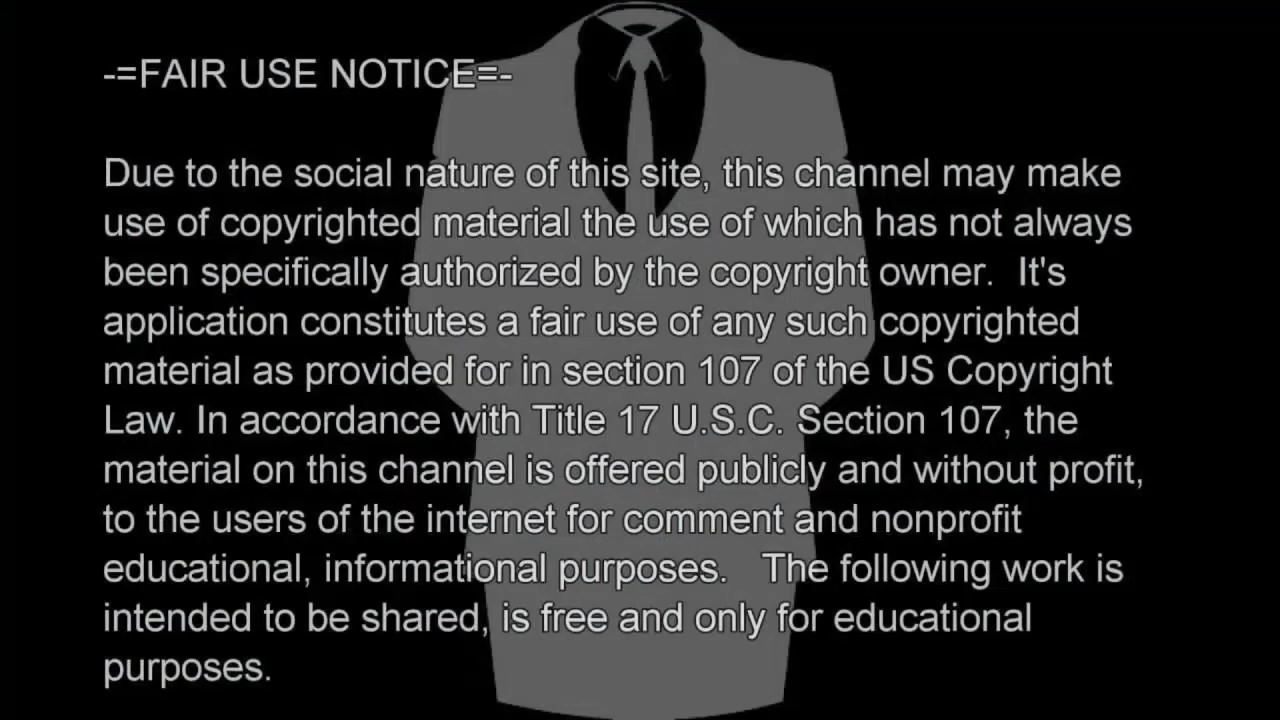 -=FAIR USE NOTICE=-
Due to the social nature of this site, this channel may make
use of copyrighted material the use of which has not always
been specifically authorized by the copyright owner.  It's
application constitutes a fair use of any such copyrighted
material as provided for in section 107 of the US Copyright
Law. In accordance with Title 17 U.S.C. Section 107, the
material on this channel is offered publicly and without profit,
to the users of the internet for comment and nonprofit
educational, informational purposes.   The following work is
intended to be shared, is free and only for educational
purposes.